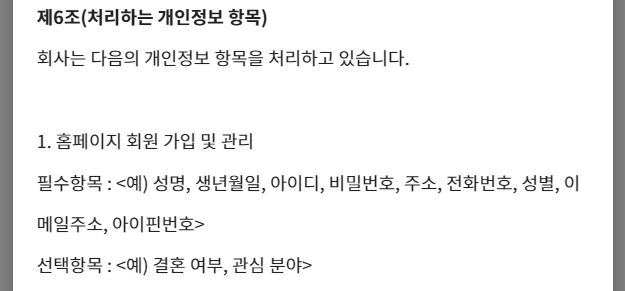 제6조(처리하는 개인정보 항목)
회사는 다음의 개인정보 항목을 처리하고 있습니다.
1. 홈페이지 회원 가입 및 관리
필수항목 : <예) 성명, 생년월일, 아이디, 비밀번호, 주소, 전화번호, 성별, 이
메일주소, 아이핀번호>
선택항목 : <예) 결혼 여부, 관심 분야>